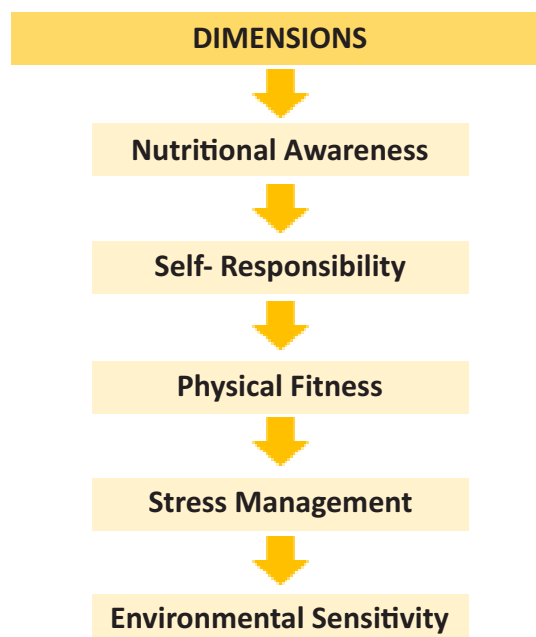 DIMENSIONS
Nutritional Awareness
Self- Responsibility
Physical Fitness
Stress Management
Environmental Sensitivity